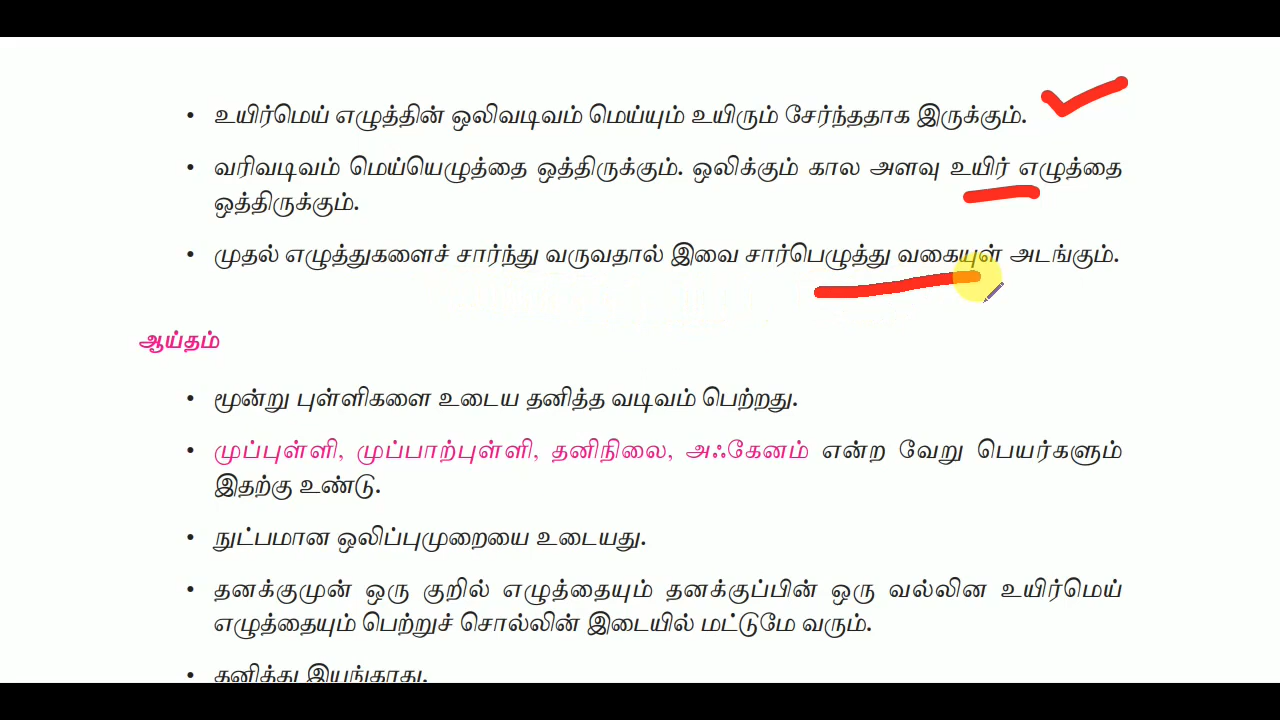 • உயிர்மெய் எழுத்தின் ஒலிவடிவம் மெய்யும் உயிரும் சேர்ந்ததாக இருக்கும்.
• வரிவடிவம் மெய்யெழுத்தை ஒத்திருக்கும். ஒலிக்கும் கால அளவு உயிர் எழுத்தை
ஒத்திருக்கும்.
• முதல் எழுத்துகளைச் சார்ந்து வருவதால் இவை சார்பெழுத்து வகையுள் அடங்கும்.
ஆய்தம்
• மூன்று புள்ளிகளை உடைய தனித்த வடிவம் பெற்றது.
• முப்புள்ளி, முப்பாற்புள்ளி, தனிநிலை, அஃகேனம் என்ற வேறு பெயர்களும்
இதற்கு உண்டு.
• நுட்பமான ஒலிப்புமுறையை உடையது.
• தனக்குமுன் ஒரு குறில் எழுத்தையும் தனக்குப்பின் ஒரு வல்லின உயிர்மெய்
எழுத்தையும் பெற்றுச் சொல்லின் இடையில் மட்டுமே வரும்.
• தனித்து இயங்காது.